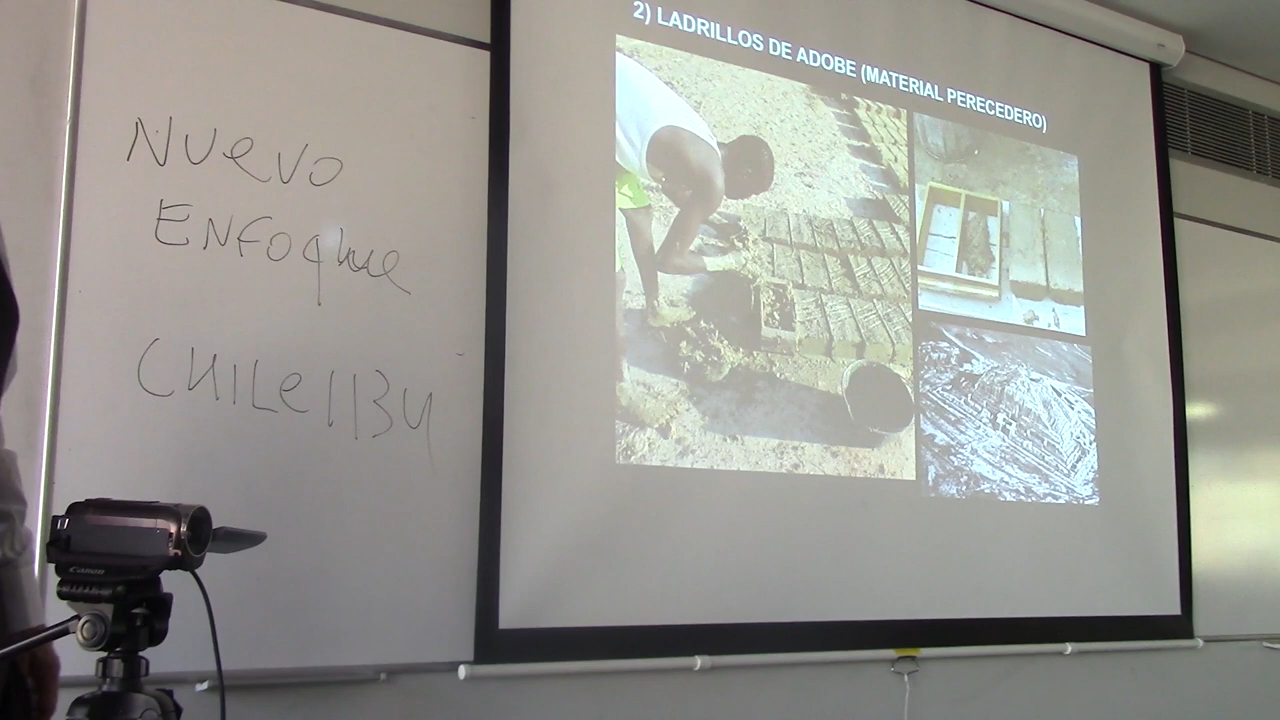 NUevO
ENFOque
CHILe1134
2) LADRILLOS DE ADOBE (MATERIAL PERECEDERO)
Canon